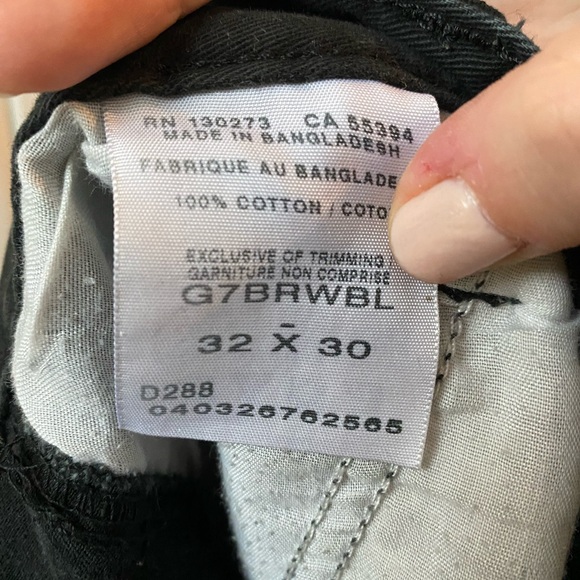 RN 130273 CA 55394
MADE IN BANGLADESH
FABRIQUE AU BANGLADE
100% COTTON / COTO
EXCLUSIVE OF TRIMMING
GARNITURE NON COMPRISE
G7BRWBL
32 X 30
D288
040326762565